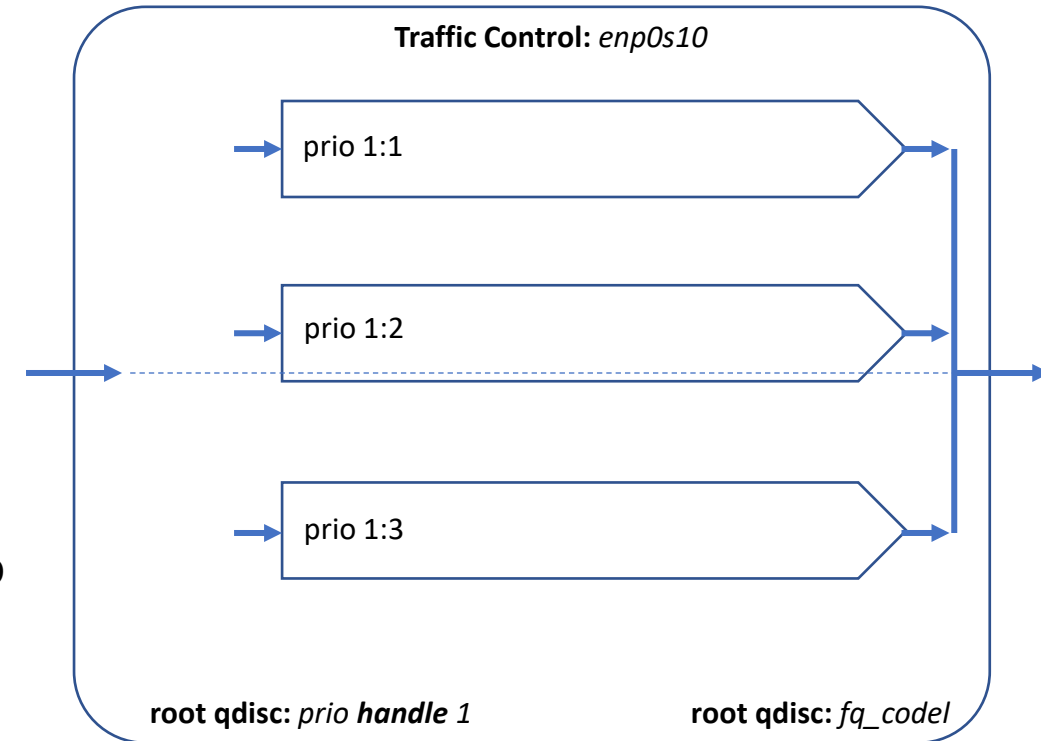 Traffic Control: enp0s10
prio 1:1
prio 1:2
prio 1:3
)
root qdisc: prio handle 1 root qdisc: fq_codel